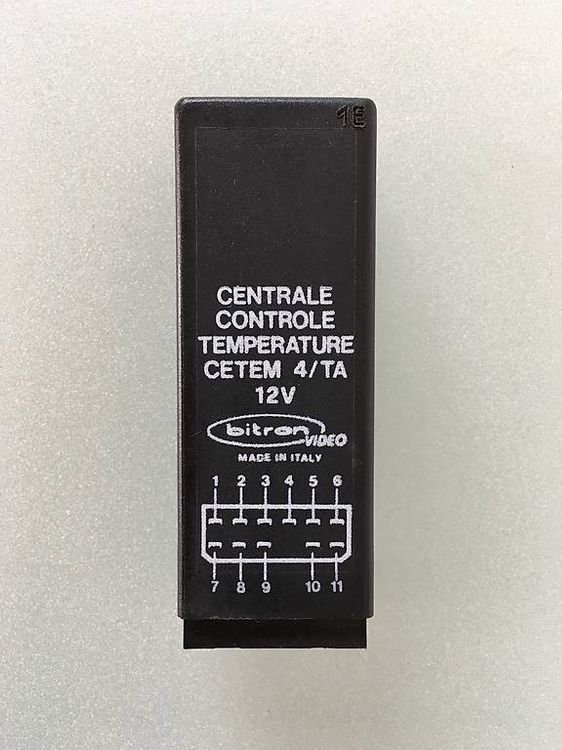 1E
CENTRALE
CONTROLE
TEMPERATURE
CETEM 4/TA
12V
bitron
VIDEO
MADE IN ITALY
1 2 3 4 5 6
7 8 9 10 11